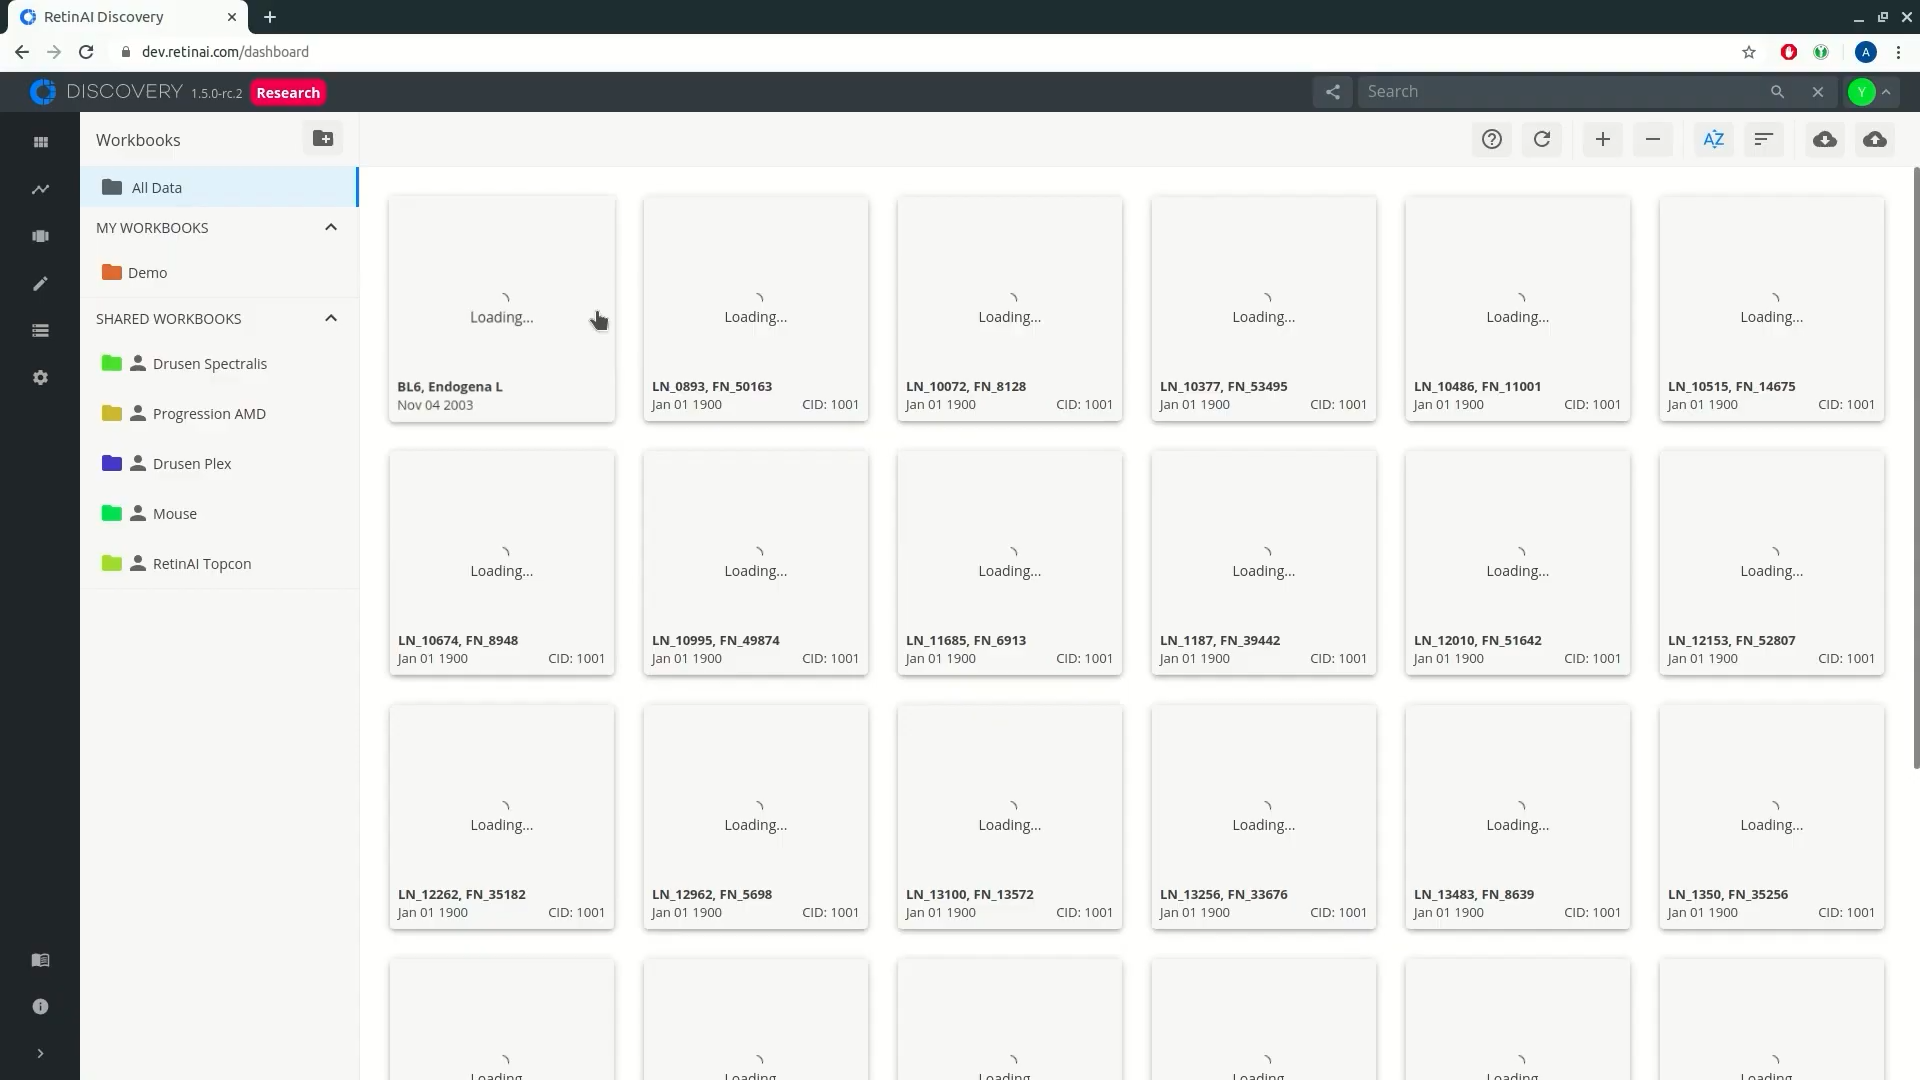 RetinAI Discovery
dev.retinai.com/dashboard
A
DISCOVERY 1.5.0-rc.2 Research
Search
Y
Workbooks
All Data
MY WORKBOOKS
Demo
SHARED WORKBOOKS
Drusen Spectralis
Progression AMD
Drusen Plex
Mouse
RetinAI Topcon
AZ
Loading... Loading... Loading... Loading... Loading... Loading...
BL6, Endogena L LN_0893, FN_50163 LN_10072, FN_8128 LN_10377, FN_53495 LN_10486, FN_11001 LN_10515, FN_14675
Nov 04 2003 Jan 01 1900 CID: 1001 Jan 01 1900 CID: 1001 Jan 01 1900 CID: 1001 Jan 01 1900 CID: 1001 Jan 01 1900 CID: 1001
Loading... Loading... Loading... Loading... Loading... Loading...
LN_10674, FN_8948 LN_10995, FN_49874 LN_11685, FN_6913 LN_1187, FN_39442 LN_12010, FN_51642 LN_12153, FN_52807
Jan 01 1900 CID: 1001 Jan 01 1900 CID: 1001 Jan 01 1900 CID: 1001 Jan 01 1900 CID: 1001 Jan 01 1900 CID: 1001 Jan 01 1900 CID: 1001
Loading... Loading... Loading... Loading... Loading... Loading...
LN_12262, FN_35182 LN_12962, FN_5698 LN_13100, FN_13572 LN_13256, FN_33676 LN_13483, FN_8639 LN_1350, FN_35256
Jan 01 1900 CID: 1001 Jan 01 1900 CID: 1001 Jan 01 1900 CID: 1001 Jan 01 1900 CID: 1001 Jan 01 1900 CID: 1001 Jan 01 1900 CID: 1001
Loading... Loading... Loading... Loading... Loading... Loading...